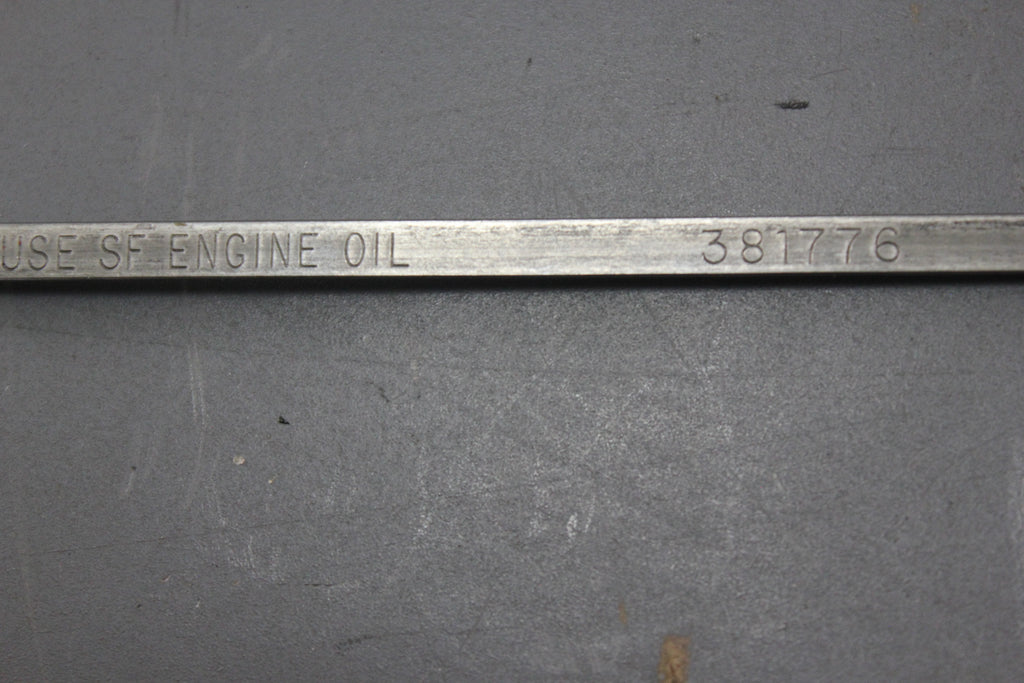 USE SF ENGINE OIL 381776